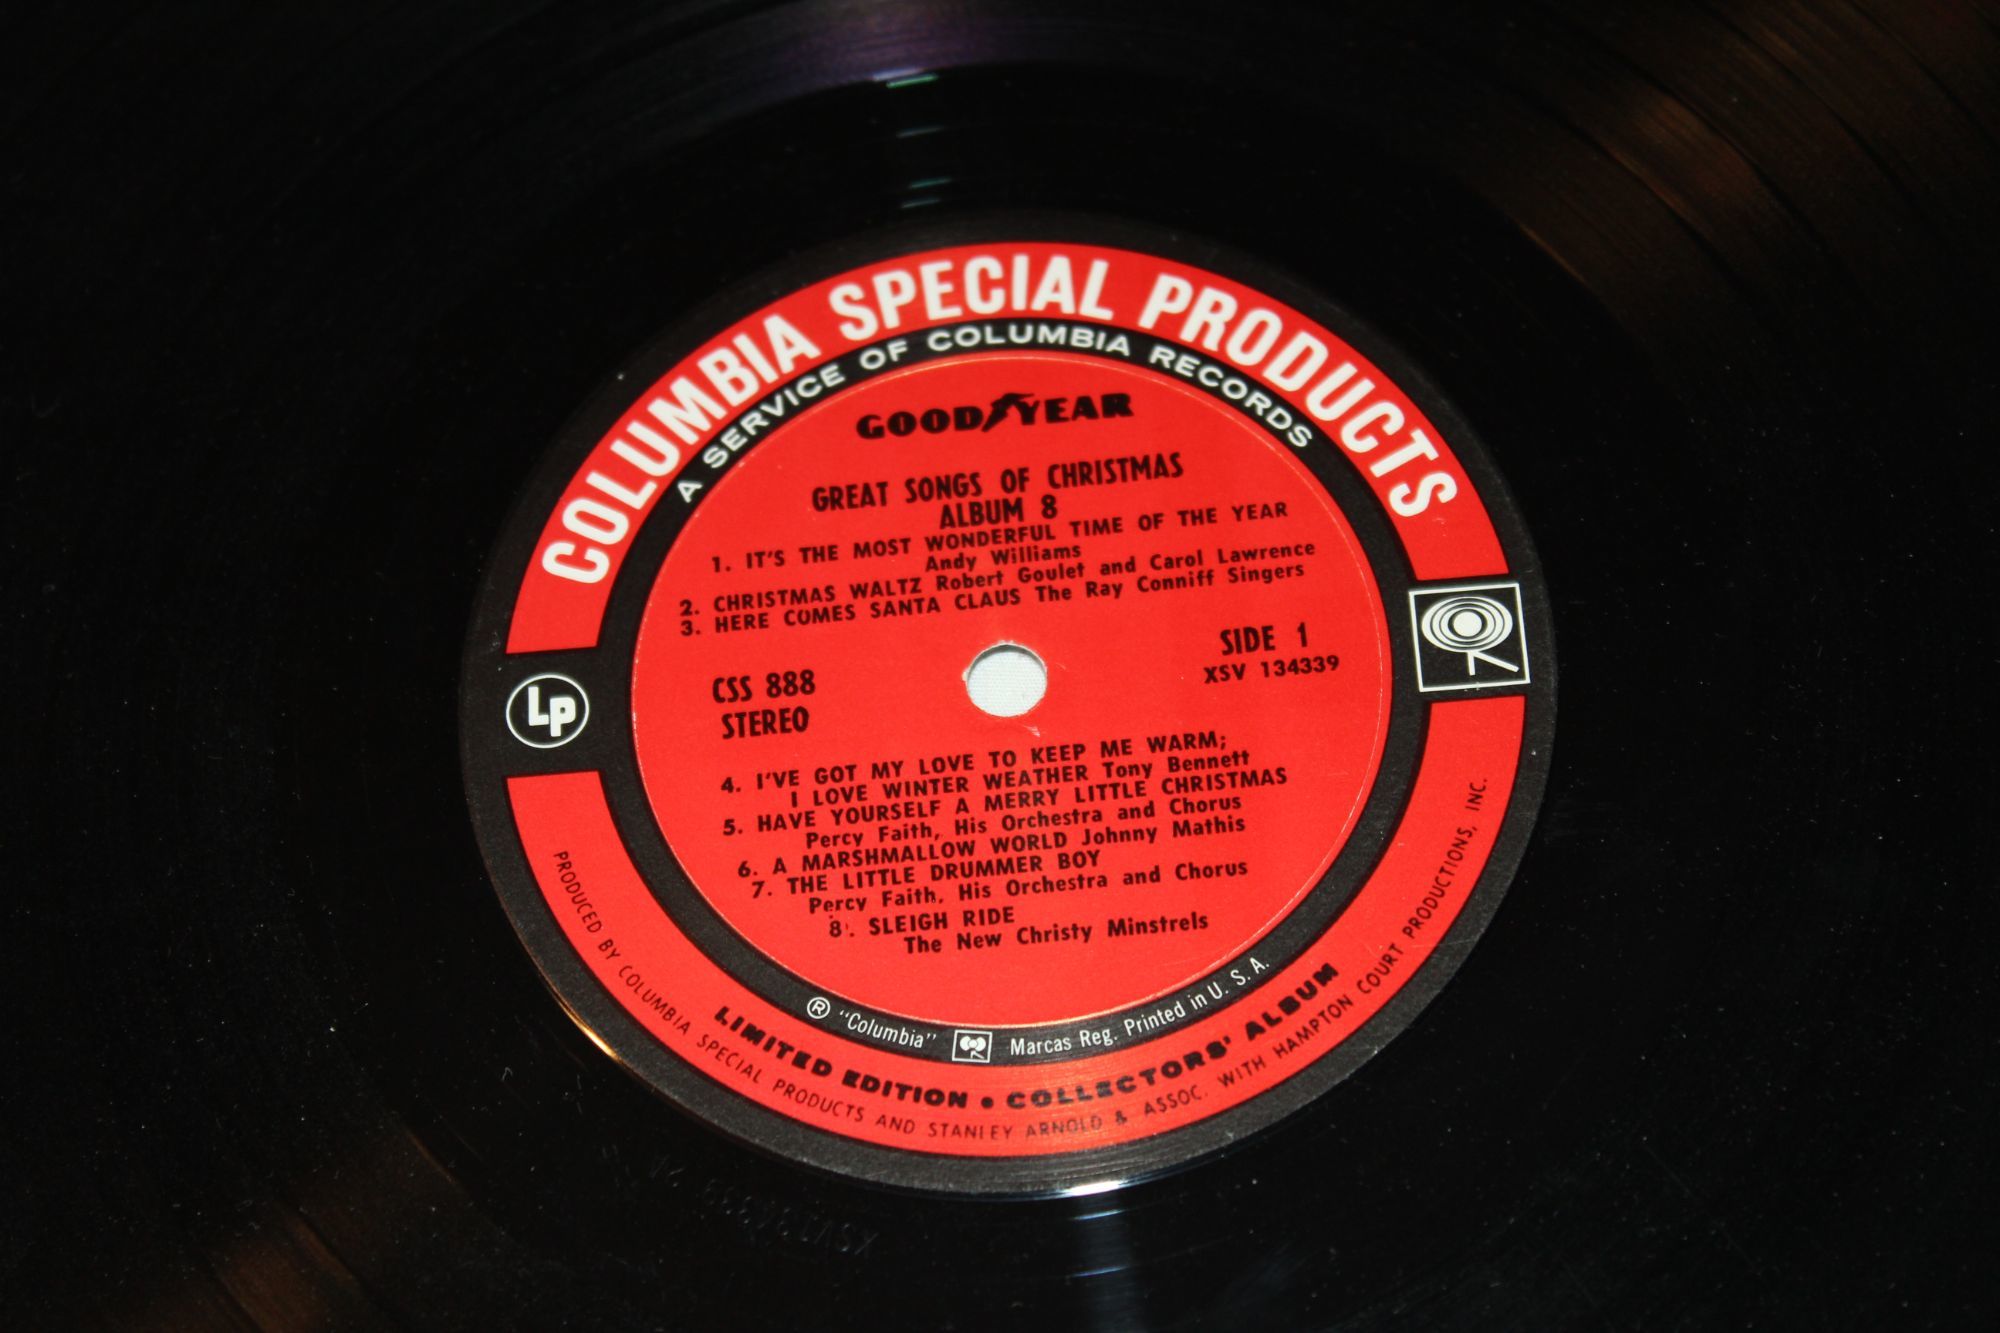 COLUMBIA SPECIAL PRODUCTS
A SERVICE OF COLUMBIA RECORDS
GOODYEAR
GREAT SONGS OF CHRISTMAS
ALBUM 8
1. IT'S THE MOST WONDERFUL TIME OF THE YEAR
Andy Williams
2. CHRISTMAS WALTZ Robert Goulet and Carol Lawrence
3. HERE COMES SANTA CLAUS The Ray Conniff Singers
SIDE 1
XSV 134339
CSS 888
STEREO
LP
4. I'VE GOT MY LOVE TO KEEP ME WARM;
I LOVE WINTER WEATHER Tony Bennett
5. HAVE YOURSELF A MERRY LITTLE CHRISTMAS
Percy Faith, His Orchestra and Chorus
6. A MARSHMALLOW WORLD Johnny Mathis
7. THE LITTLE DRUMMER BOY
Percy Faith, His Orchestra and Chorus
8. SLEIGH RIDE
The New Christy Minstrels
® "Columbia" Marcas Reg. Printed in U. S. A.
LIMITED EDITION • COLLECTORS' ALBUM
PRODUCED BY COLUMBIA SPECIAL PRODUCTS AND STANLEY ARNOLD & ASSOC. WITH HAMPTON COURT PRODUCTIONS, INC.